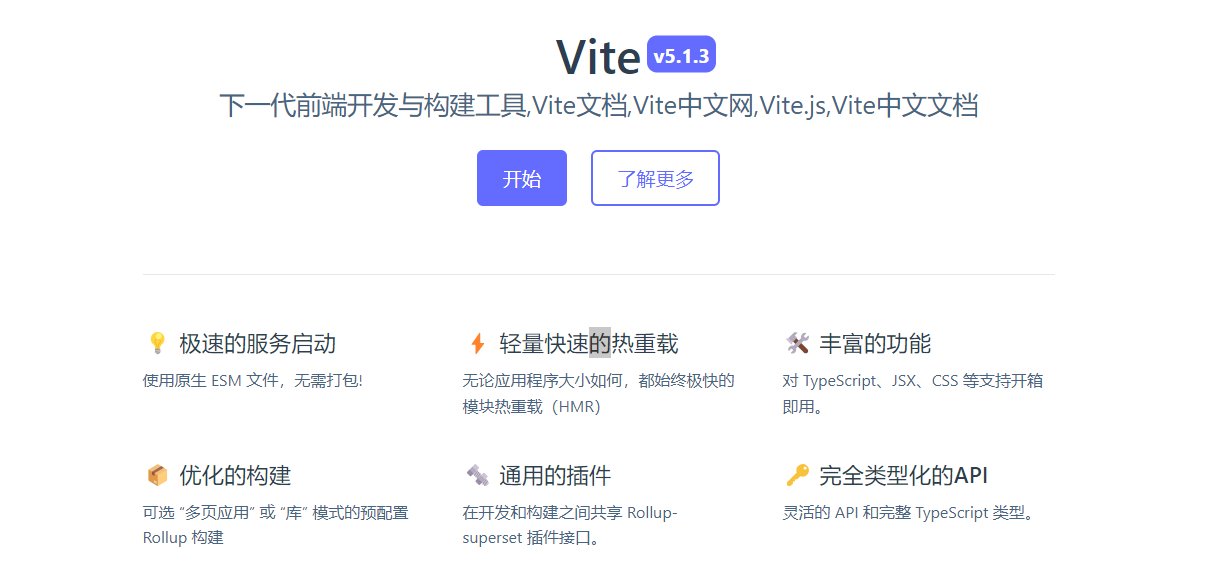 Vite v5.1.3
下一代前端开发与构建工具,Vite文档,Vite中文网,Vite.js,Vite中文文档
开始 了解更多
💡 极速的服务启动
使用原生 ESM 文件，无需打包!
⚡ 轻量快速的热重载
无论应用程序大小如何，都始终极快的
模块热重载（HMR）
🛠️ 丰富的功能
对 TypeScript、JSX、CSS 等支持开箱
即用。
📦 优化的构建
可选 “多页应用” 或 “库” 模式的预配置
Rollup 构建
🔩 通用的插件
在开发和构建之间共享 Rollup-
superset 插件接口。
🔑 完全类型化的API
灵活的 API 和完整 TypeScript 类型。